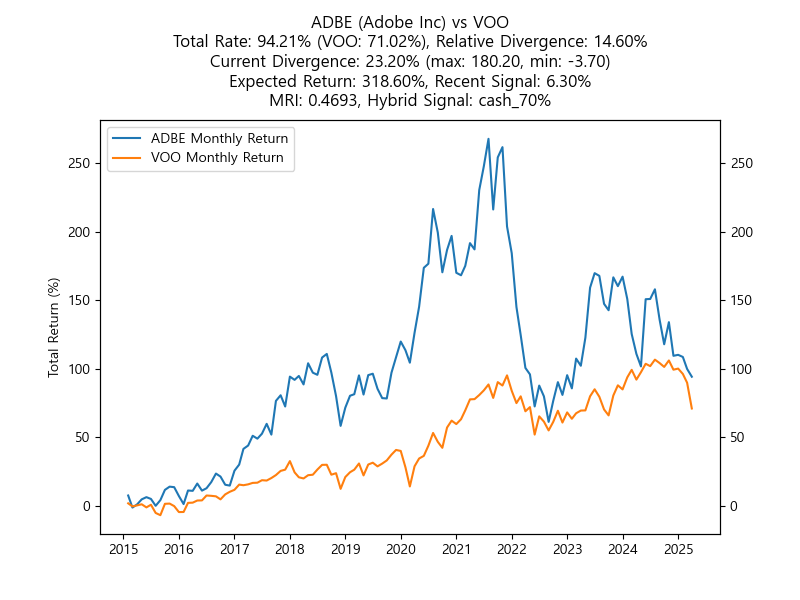 ADBE (Adobe Inc) vs VOO
Total Rate: 94.21% (VOO: 71.02%), Relative Divergence: 14.60%
Current Divergence: 23.20% (max: 180.20, min: -3.70)
Expected Return: 318.60%, Recent Signal: 6.30%
MRI: 0.4693, Hybrid Signal: cash_70%
ADBE Monthly Return
VOO Monthly Return
250 250
200 200
150 150
100 100
50 50
0 0
Total Return (%)
2015 2016 2017 2018 2019 2020 2021 2022 2023 2024 2025